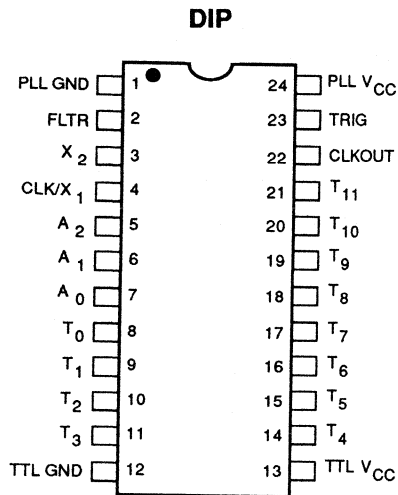 DIP
PLL GND 1 24 PLL VCC
FLTR 2 23 TRIG
X2 3 22 CLKOUT
CLK/X1 4 21 T11
A2 5 20 T10
A1 6 19 T9
A0 7 18 T8
T0 8 17 T7
T1 9 16 T6
T2 10 15 T5
T3 11 14 T4
TTL GND 12 13 TTL VCC